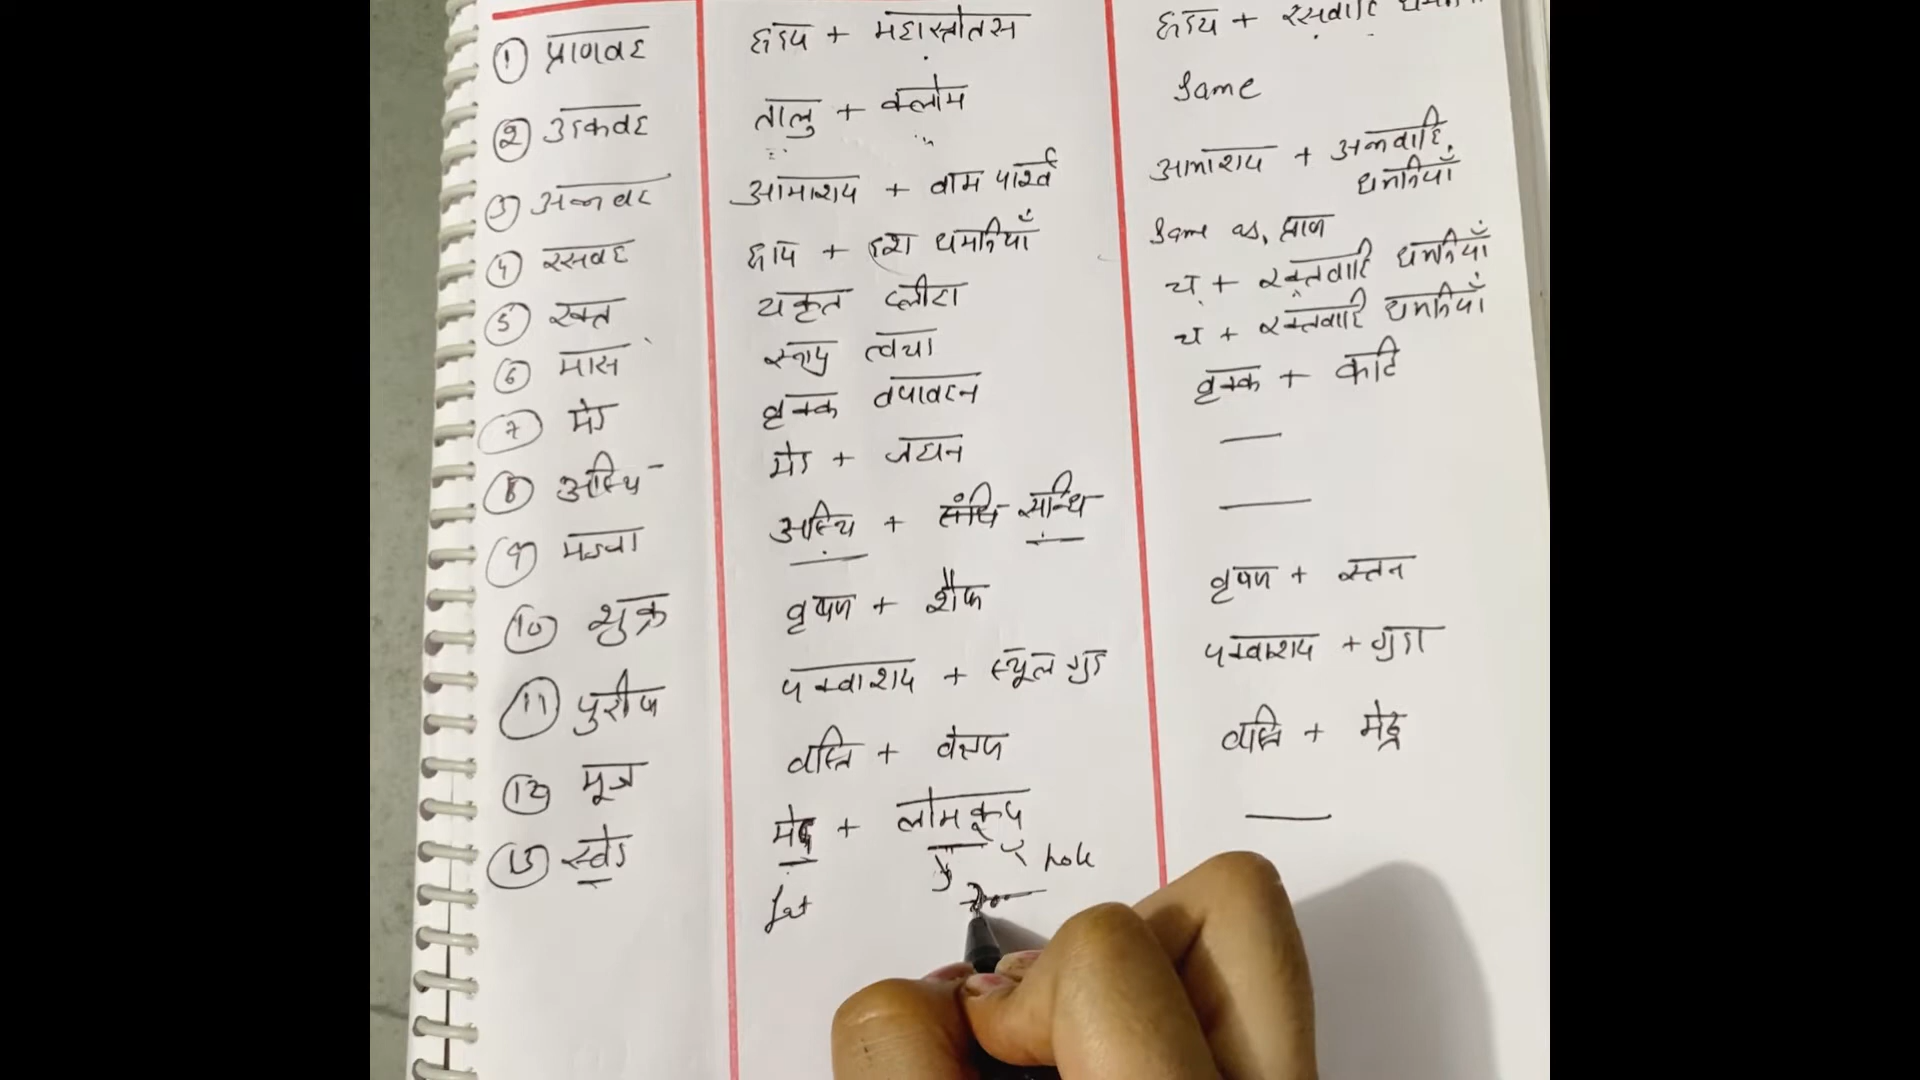 ① प्राणवह हृदय + महास्त्रोतस हृदय + रसवाहि
② उदकवह तालु + क्लोम Same
③ अन्नवह आमाशय + वाम पार्श्व आमाशय + अन्नवाहि धमनियाँ
④ रसवह हृदय + दश धमनियाँ Same as प्राण
⑤ रक्त यकृत प्लीहा य + रक्तवाहि धमनियाँ
⑥ मांस स्नायु त्वचा य + रक्तवाहि धमनियाँ
⑦ मेद वृक्क वपावहन वृक्क + कटि
⑧ अस्थि मेद + जघन —
⑨ मज्जा अस्थि + संधि सन्धि —
⑩ शुक्र वृषण + शैफ वृषण + स्तन
⑪ पुरीष पक्वाशय + स्थूल गुद पक्वाशय + गुदा
⑫ मूत्र वस्ति + वंक्षण वस्ति + मेढ्र
⑬ स्वेद मेद + लोम कूप —
fat hole